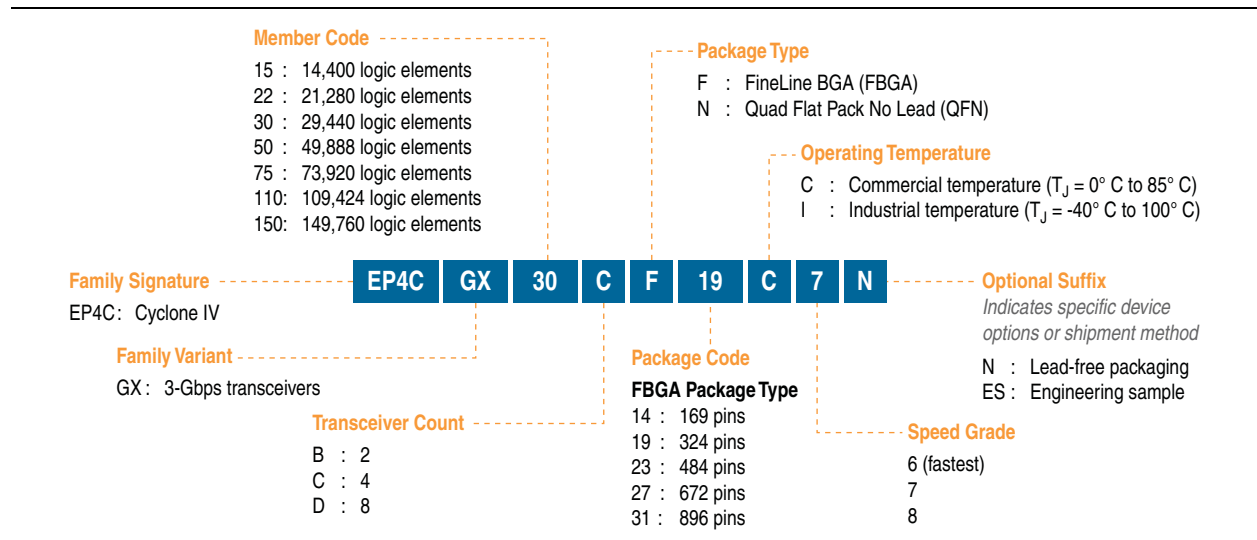 Member Code
15 : 14,400 logic elements
22 : 21,280 logic elements
30 : 29,440 logic elements
50 : 49,888 logic elements
75 : 73,920 logic elements
110: 109,424 logic elements
150: 149,760 logic elements
Package Type
F : FineLine BGA (FBGA)
N : Quad Flat Pack No Lead (QFN)
Operating Temperature
C : Commercial temperature (TJ = 0° C to 85° C)
I : Industrial temperature (TJ = -40° C to 100° C)
EP4C GX 30 C F 19 C 7 N
Family Signature
EP4C: Cyclone IV
Family Variant
GX : 3-Gbps transceivers
Transceiver Count
B : 2
C : 4
D : 8
Package Code
FBGA Package Type
14 : 169 pins
19 : 324 pins
23 : 484 pins
27 : 672 pins
31 : 896 pins
Speed Grade
6 (fastest)
7
8
Optional Suffix
Indicates specific device
options or shipment method
N : Lead-free packaging
ES : Engineering sample